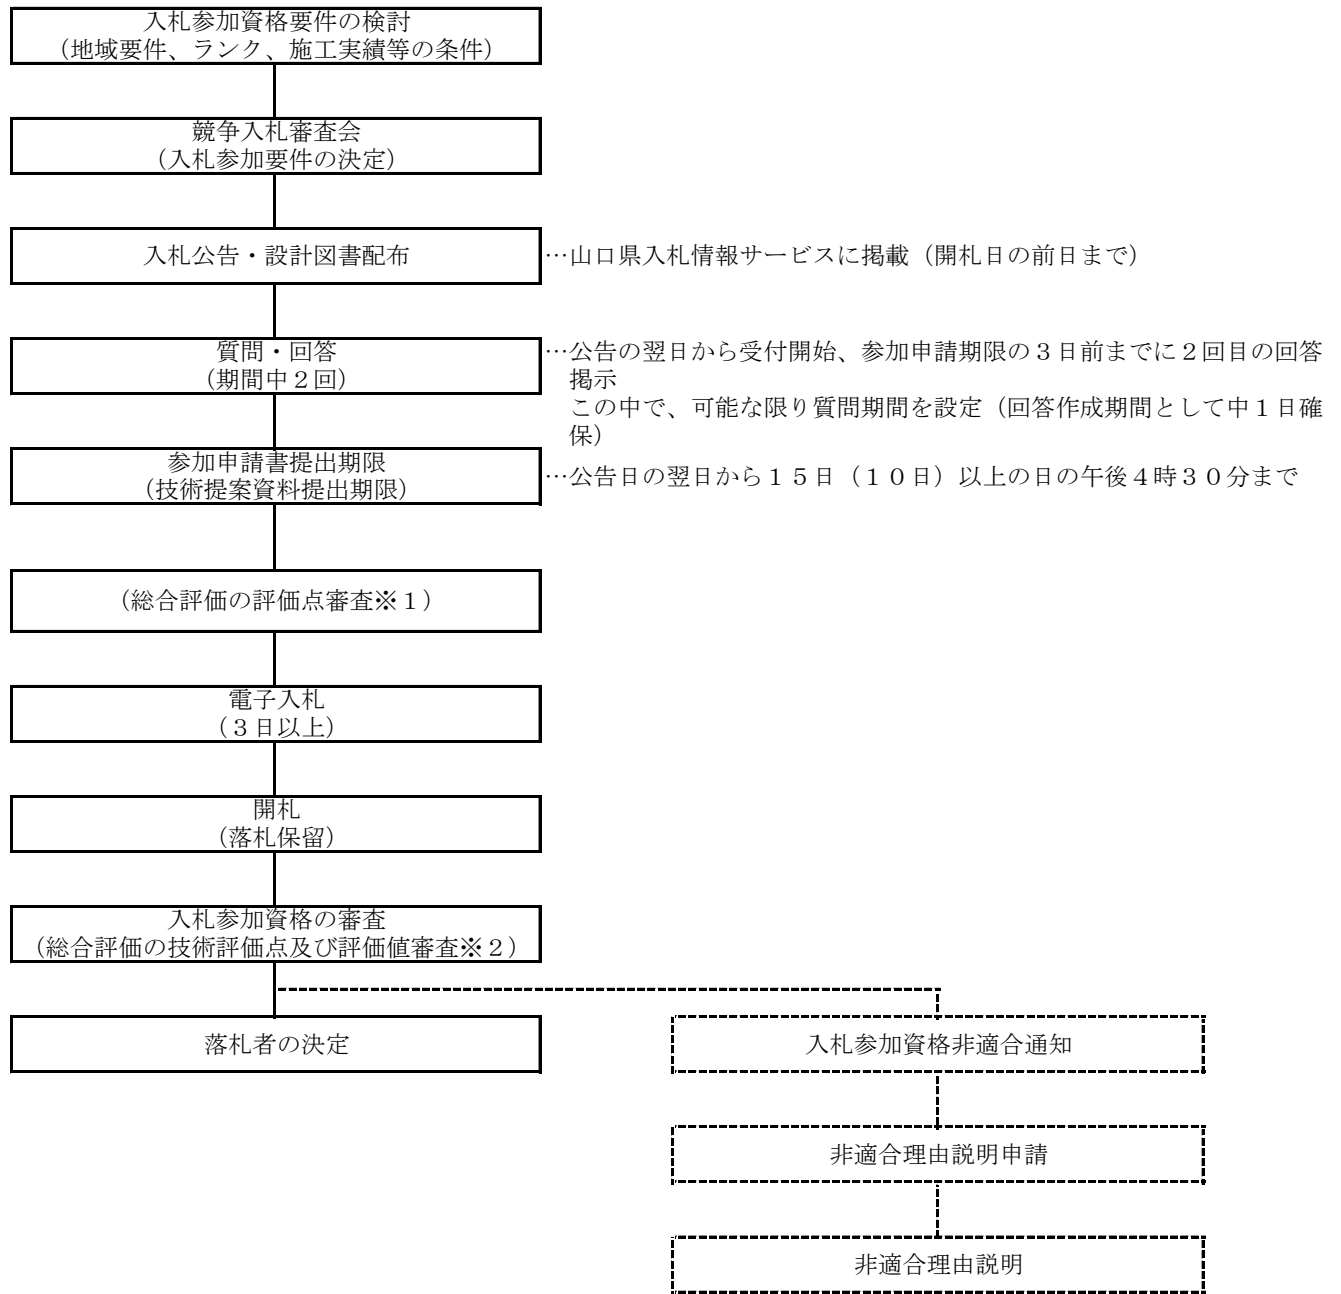 入札参加資格要件の検討
（地域要件、ランク、施工実績等の条件）
競争入札審査会
（入札参加要件の決定）
入札公告・設計図書配布
…山口県入札情報サービスに掲載（開札日の前日まで）
質問・回答
（期間中２回）
…公告の翌日から受付開始、参加申請期限の３日前までに２回目の回答
掲示
この中で、可能な限り質問期間を設定（回答作成期間として中１日確
保）
参加申請書提出期限
（技術提案資料提出期限）
…公告日の翌日から１５日（１０日）以上の日の午後４時３０分まで
（総合評価の評価点審査※１）
電子入札
（３日以上）
開札
（落札保留）
入札参加資格の審査
（総合評価の技術評価点及び評価値審査※２）
落札者の決定
入札参加資格非適合通知
非適合理由説明申請
非適合理由説明